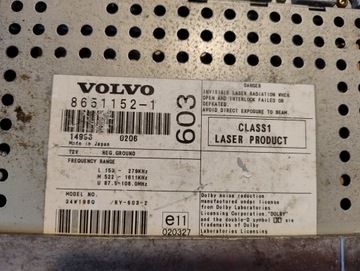 VOLVO
8651152-1
14953 0206
Made in Japan
12V NEG.GROUND
FREQUENCY RANGE
L 153 - 279KHz
M 522 - 1611KHz
U 87.5-108.0MHz
MODEL NO.
/HV-603-2
603
DANGERS
INVISIBLE LASER RADIATION WHEN
OPEN AND INTERLOCK FAILED OR
DEFEATED.
AVOID DIRECT EXPOSURE TO BEAM.
CLASS1
LASER PRODUCT
Dolby noise reduction
manufactured under license
from Dolby Laboratories
Licensing Corporation. "DOLBY"
and the double-D symbol are
trademarks of Dolby
Laboratories Licensing
e11
020327